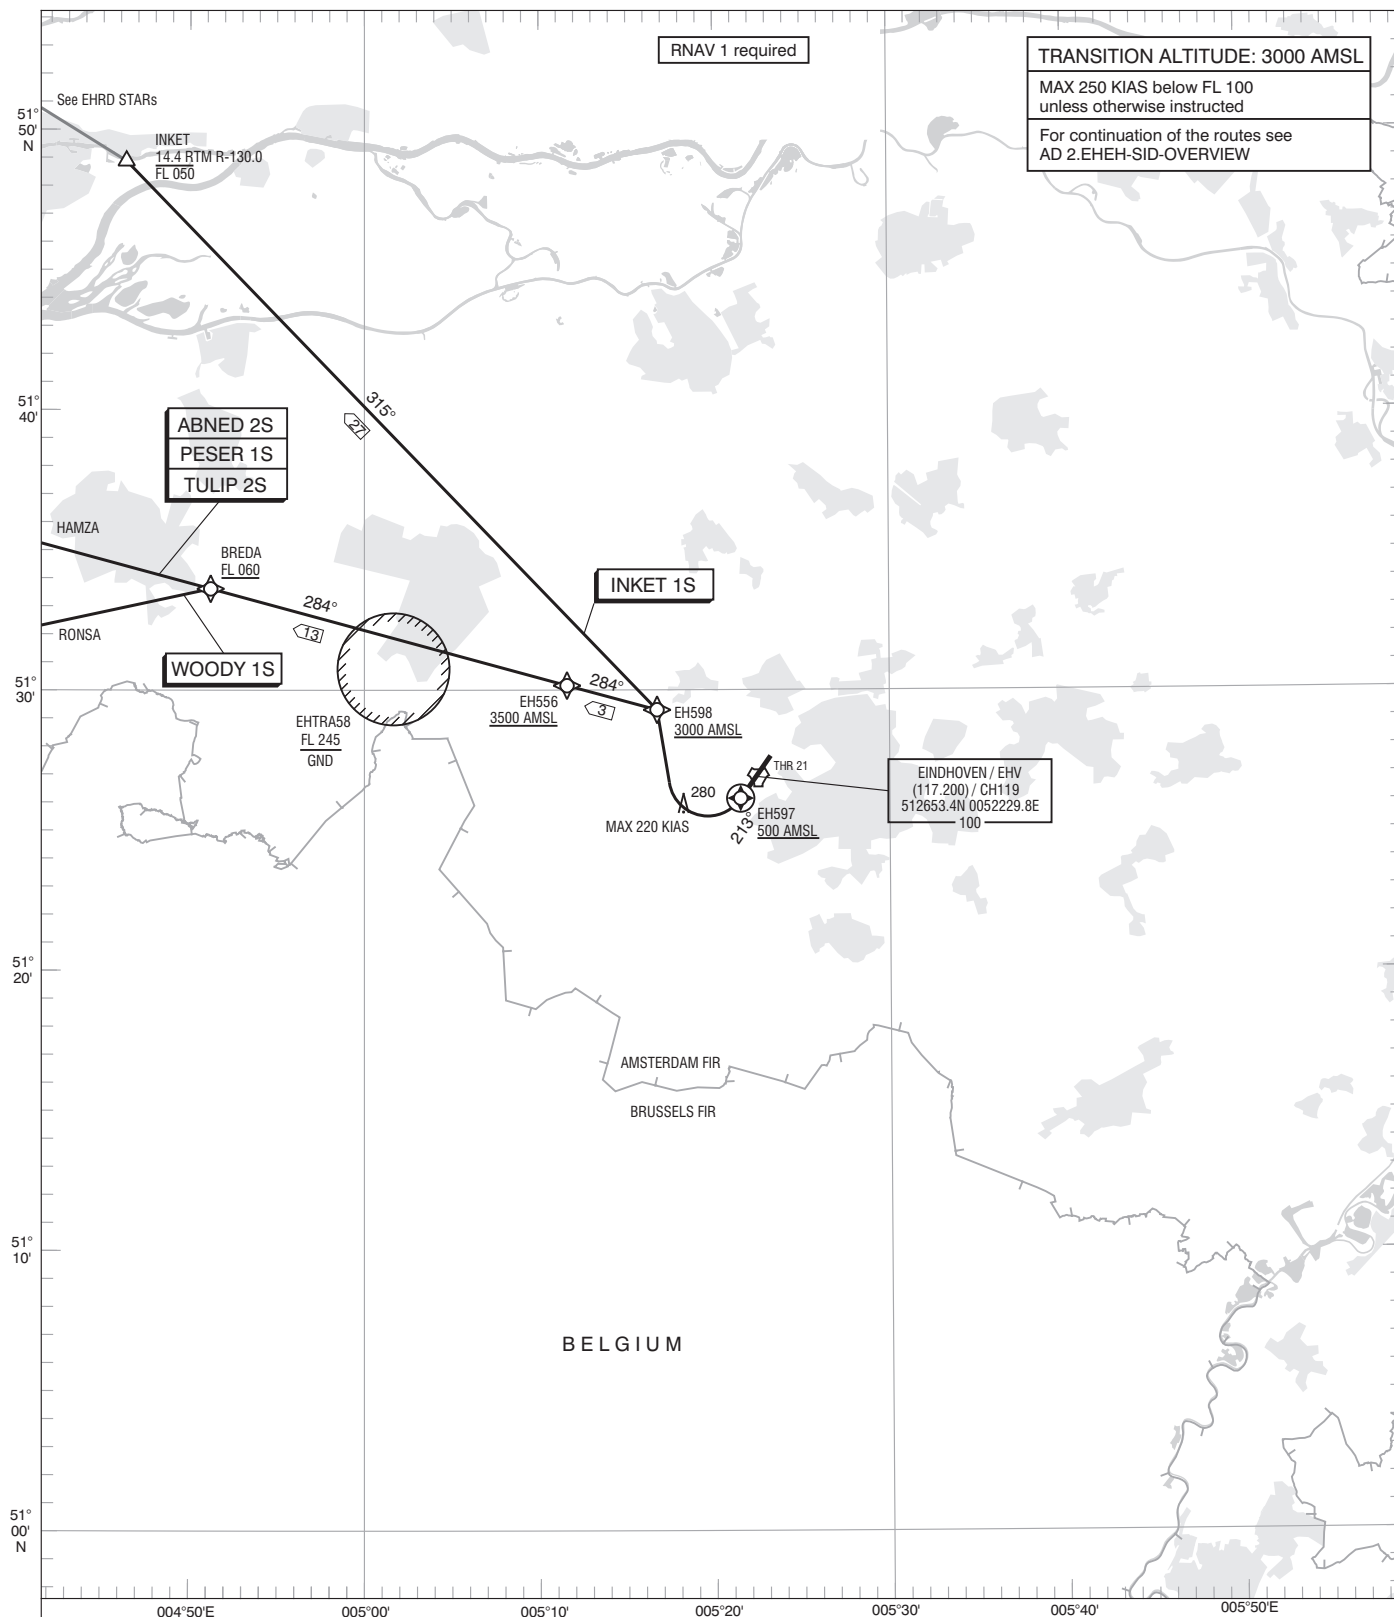 RNAV 1 required
TRANSITION ALTITUDE: 3000 AMSL
MAX 250 KIAS below FL 100
unless otherwise instructed
For continuation of the routes see
AD 2.EHEH-SID-OVERVIEW
See EHRD STARs
51°
50'
N
INKET
14.4 RTM R-130.0
FL 050
315°
27
51°
40'
ABNED 2S
PESER 1S
TULIP 2S
HAMZA
BREDA
FL 060
INKET 1S
284°
13
RONSA
WOODY 1S
51°
30'
284°
3
EH556
3500 AMSL
EH598
3000 AMSL
EHTRA58
FL 245
GND
THR 21
EINDHOVEN / EHV
(117.200) / CH119
512653.4N 0052229.8E
100
280
MAX 220 KIAS
213°
EH597
500 AMSL
51°
20'
AMSTERDAM FIR
BRUSSELS FIR
51°
10'
BELGIUM
51°
00'
N
004°50'E
005°00'
005°10'
005°20'
005°30'
005°40'
005°50'E